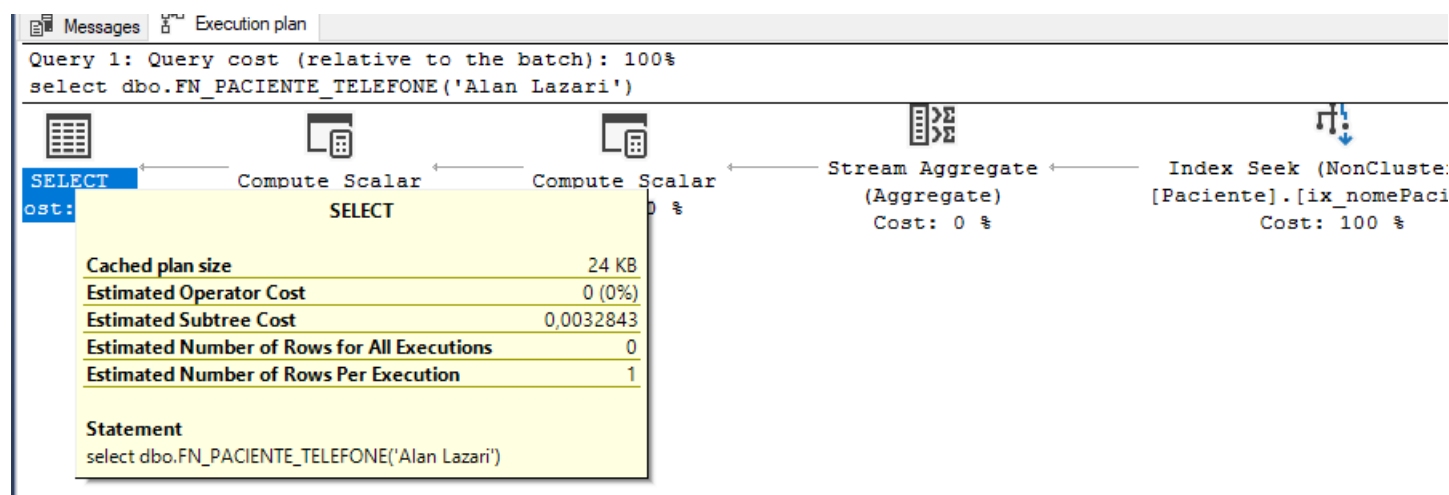 Messages Execution plan
Query 1: Query cost (relative to the batch): 100%
select dbo.FN_PACIENTE_TELEFONE('Alan Lazari')
SELECT Compute Scalar Compute Scalar Stream Aggregate Index Seek
(Aggregate) [Paciente].
Cost: 0 % Cost: 100 %
SELECT
Cached plan size 24 KB
Estimated Operator Cost 0 (0%)
Estimated Subtree Cost 0,0032843
Estimated Number of Rows for All Executions 0
Estimated Number of Rows Per Execution 1
Statement
select dbo.FN_PACIENTE_TELEFONE('Alan Lazari')